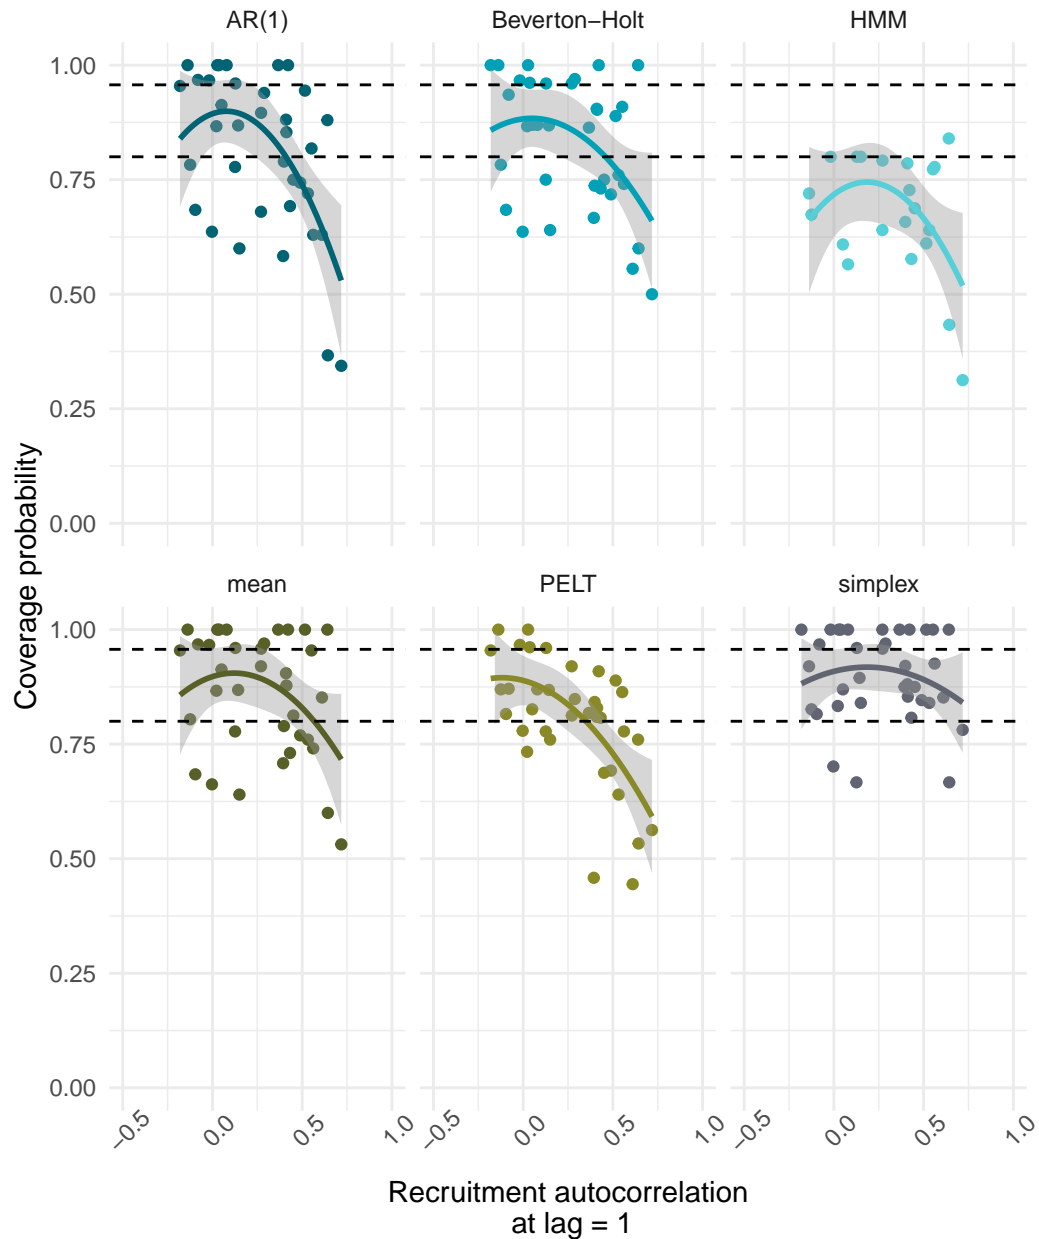 AR(1) Beverton−Holt HMM
1.00
0.75
0.50
0.25
0.00
mean PELT simplex
1.00
0.75
0.50
0.25
0.00
Coverage probability
−0.5 0.0 0.5 1.0 −0.5 0.0 0.5 1.0 −0.5 0.0 0.5 1.0
Recruitment autocorrelation
at lag = 1